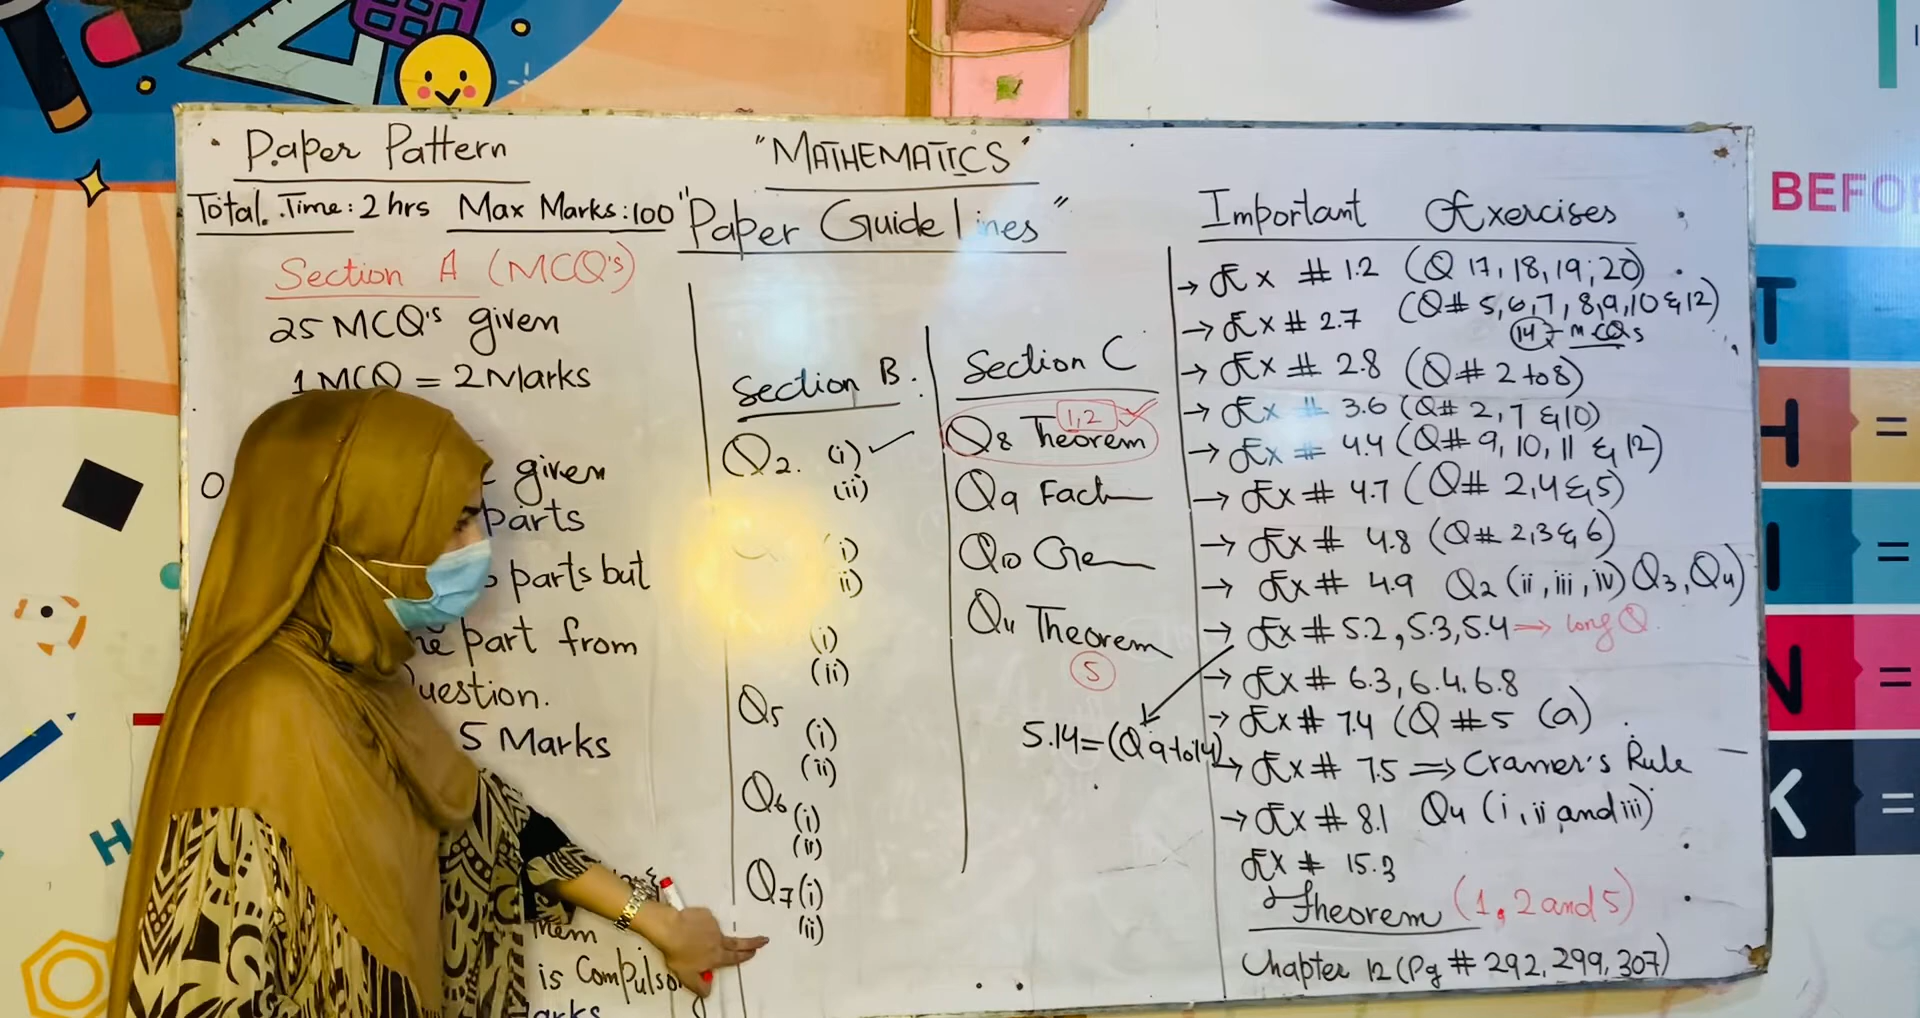 Paper Pattern
Total Time: 2 hrs Max Marks: 100
Section A (MCQ's)
25 MCQ's given
1 MCQ = 2 Marks
given
parts
parts but
part from
5 Marks
them
is
"MATHEMATICS"
"Paper Guidelines"
Section B.
Q2. (i)
(ii)
(i)
(ii)
(i)
(ii)
Q5
(i)
(ii)
Q6
(i)
(ii)
Q7 (i)
(ii)
Section C
1,2
Q8 Theorem
Q9 Fact
Q10 Ge
Q11 Theorem
5
5.14 = (Q 9 to 14)
Important Exercises
→ Ex # 1.2 (Q 17, 18, 19, 20)
→ Ex # 2.7 (Q# 5, 6, 7, 8, 9, 10 & 12)
14 - MCQs
→ Ex # 2.8 (Q# 2 to 8)
→ Ex # 3.6 (Q# 2, 7 & 10)
→ Ex # 4.4 (Q# 9, 10, 11 & 12)
→ Ex # 4.7 (Q# 2, 4 & 5)
→ Ex # 4.8 (Q# 2, 3 & 6)
→ Ex # 4.9 Q2 (ii, iii, iv) Q3, Q4
→ Ex # 5.2, 5.3, 5.4 → long Q.
→ Ex # 6.3, 6.4, 6.8
→ Ex # 7.4 (Q # 5 (a)
→ Ex # 7.5 ⇒ Cramer's Rule
→ Ex # 8.1 Q4 (i, ii and iii)
Ex # 15.3
Theorem (1, 2 and 5)
Chapter 12 (Pg # 292, 299, 307)
BEFO
T
H =
I =
N =
K =
H